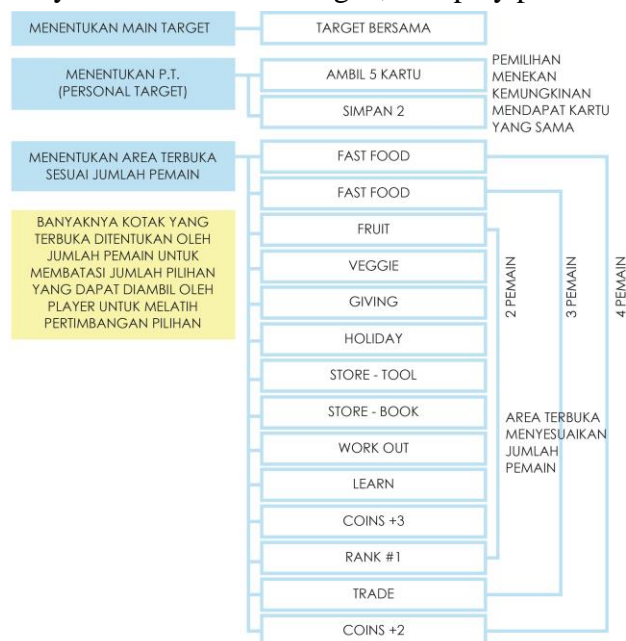 MENENTUKAN MAIN TARGET
TARGET BERSAMA
MENENTUKAN P.T.
(PERSONAL TARGET)
AMBIL 5 KARTU
SIMPAN 2
PEMILIHAN
MENEKAN
KEMUNGKINAN
MENDAPAT KARTU
YANG SAMA
MENENTUKAN AREA TERBUKA
SESUAI JUMLAH PEMAIN
BANYAKNYA KOTAK YANG
TERBUKA DITENTUKAN OLEH
JUMLAH PEMAIN UNTUK
MEMBATASI JUMLAH PILIHAN
YANG DAPAT DIAMBIL OLEH
PLAYER UNTUK MELATIH
PERTIMBANGAN PILIHAN
FAST FOOD
FAST FOOD
FRUIT
VEGGIE
GIVING
HOLIDAY
STORE - TOOL
STORE - BOOK
WORK OUT
LEARN
COINS +3
RANK #1
TRADE
COINS +2
2 PEMAIN
3 PEMAIN
4 PEMAIN
AREA TERBUKA
MENYESUAIKAN
JUMLAH
PEMAIN